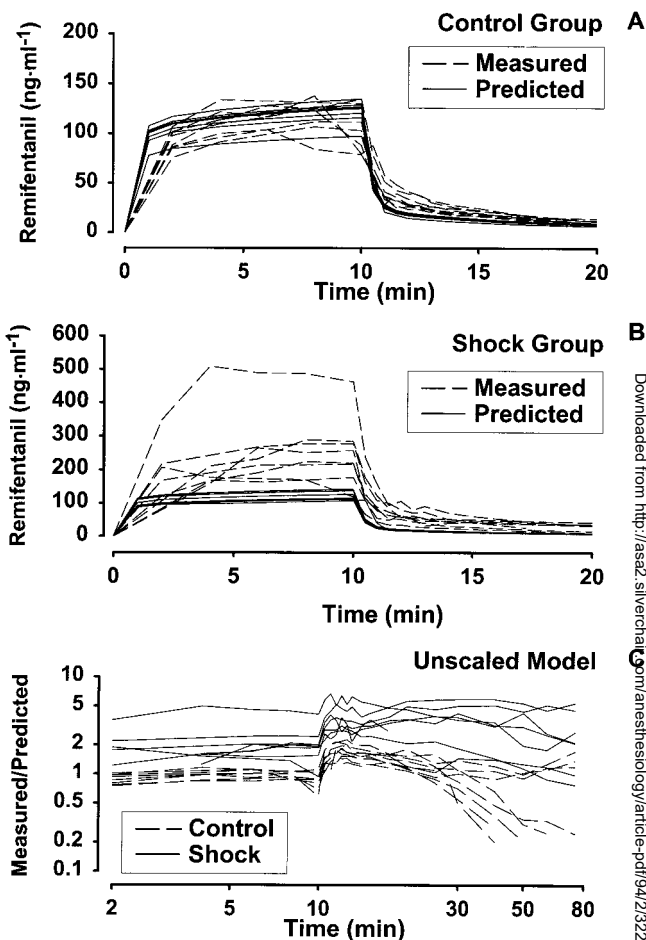 Control Group A
200
150
100
50
0
Remifentanil (ng·ml-1)
Measured
Predicted
0 5 10 15 20
Time (min)
Shock Group B
600
500
400
300
200
100
0
Remifentanil (ng·ml-1)
Measured
Predicted
0 5 10 15 20
Time (min)
Unscaled Model C
10
5
2
1
0.5
0.2
0.1
Measured/Predicted
Control
Shock
2 5 10 30 50 80
Time (min)
Downloaded from http://asa2.silverchair.com/anesthesiology/article-pdf/94/2/322